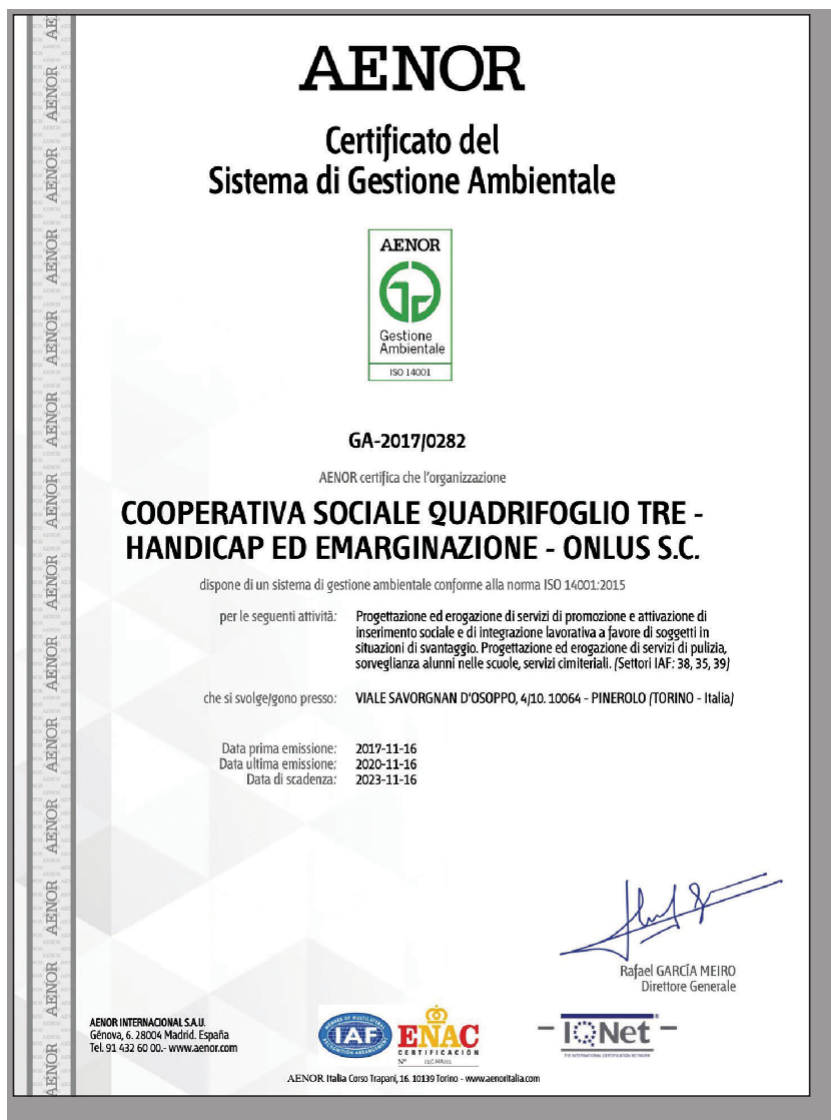 AENOR
Certificato del
Sistema di Gestione Ambientale
AENOR
Gestione
Ambientale
ISO 14001
GA-2017/0282
AENOR certifica che l'organizzazione
COOPERATIVA SOCIALE QUADRIFOGLIO TRE -
HANDICAP ED EMARGINAZIONE - ONLUS S.C.
dispone di un sistema di gestione ambientale conforme alla norma ISO 14001:2015
per le seguenti attività: Progettazione ed erogazione di servizi di promozione e attivazione di
inserimento sociale e di integrazione lavorativa a favore di soggetti in
situazioni di svantaggio. Progettazione ed erogazione di servizi di pulizia,
sorveglianza alunni nelle scuole, servizi cimiteriali. (Settori IAF: 38, 35, 39)
che si svolge/gono presso: VIALE SAVORGNAN D'OSOPPO, 4/10. 10064 - PINEROLO (TORINO - Italia)
Data prima emissione: 2017-11-16
Data ultima emissione: 2020-11-16
Data di scadenza: 2023-11-16
Rafael GARCÍA MEIRO
Direttore Generale
AENOR INTERNACIONAL S.A.U.
Génova, 6. 28004 Madrid. España
Tel. 91 432 60 00.- www.aenor.com
IAF
ENAC
CERTIFICACIÓN
IQNet
THE INTERNATIONAL CERTIFICATION NETWORK
AENOR Italia Corso Trapani, 16. 10139 Torino - www.aenoritalia.com